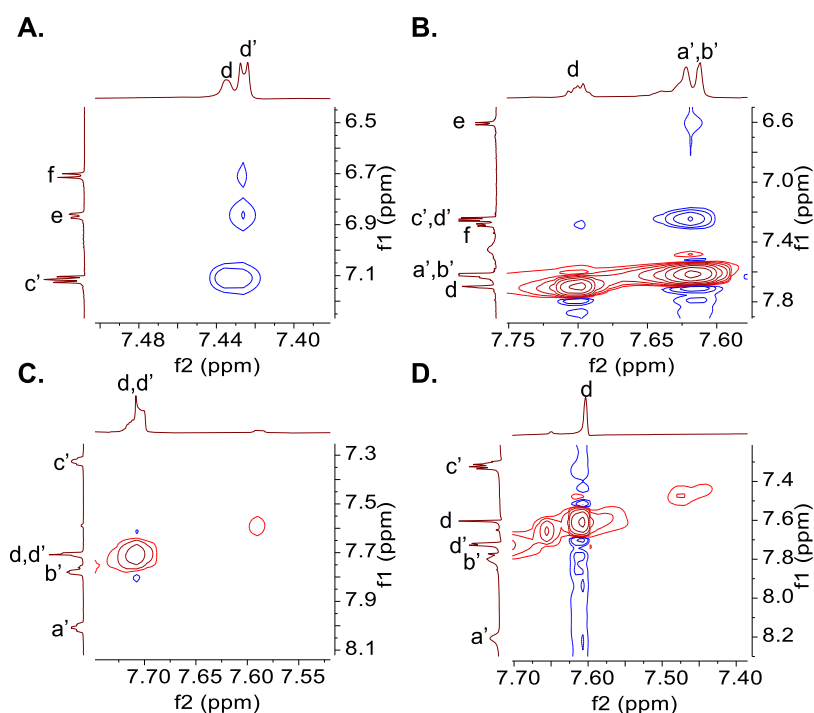 A.
d'
d
f
e
c'
6.5
6.7
6.9
7.1
f1 (ppm)
7.48
7.44
7.40
f2 (ppm)
B.
a',b'
d
e
c',d'
f
a',b'
d
6.6
7.0
7.4
7.8
f1 (ppm)
7.75
7.70
7.65
7.60
f2 (ppm)
C.
d,d'
c'
d,d'
b'
a'
7.3
7.5
7.7
7.9
8.1
f1 (ppm)
7.70
7.65
7.60
7.55
f2 (ppm)
D.
d
c'
d
d'
b'
a'
7.4
7.6
7.8
8.0
8.2
f1 (ppm)
7.70
7.60
7.50
7.40
f2 (ppm)